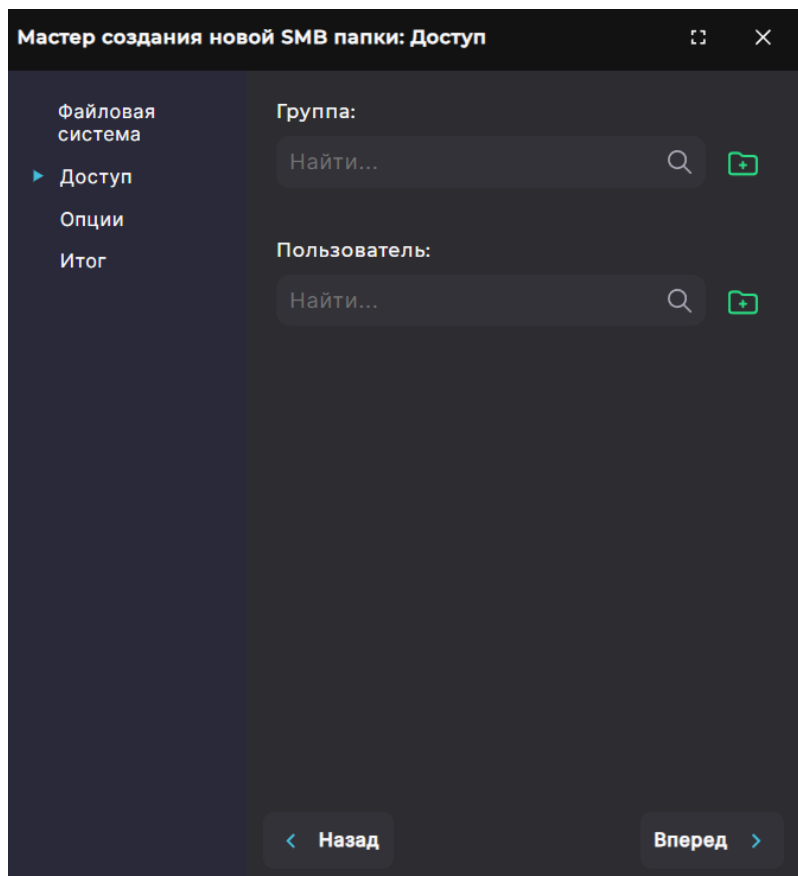 Мастер создания новой SMB папки: Доступ
Файловая
система
Доступ
Опции
Итог
Группа:
Найти...
Пользователь:
Найти...
Назад
Вперед